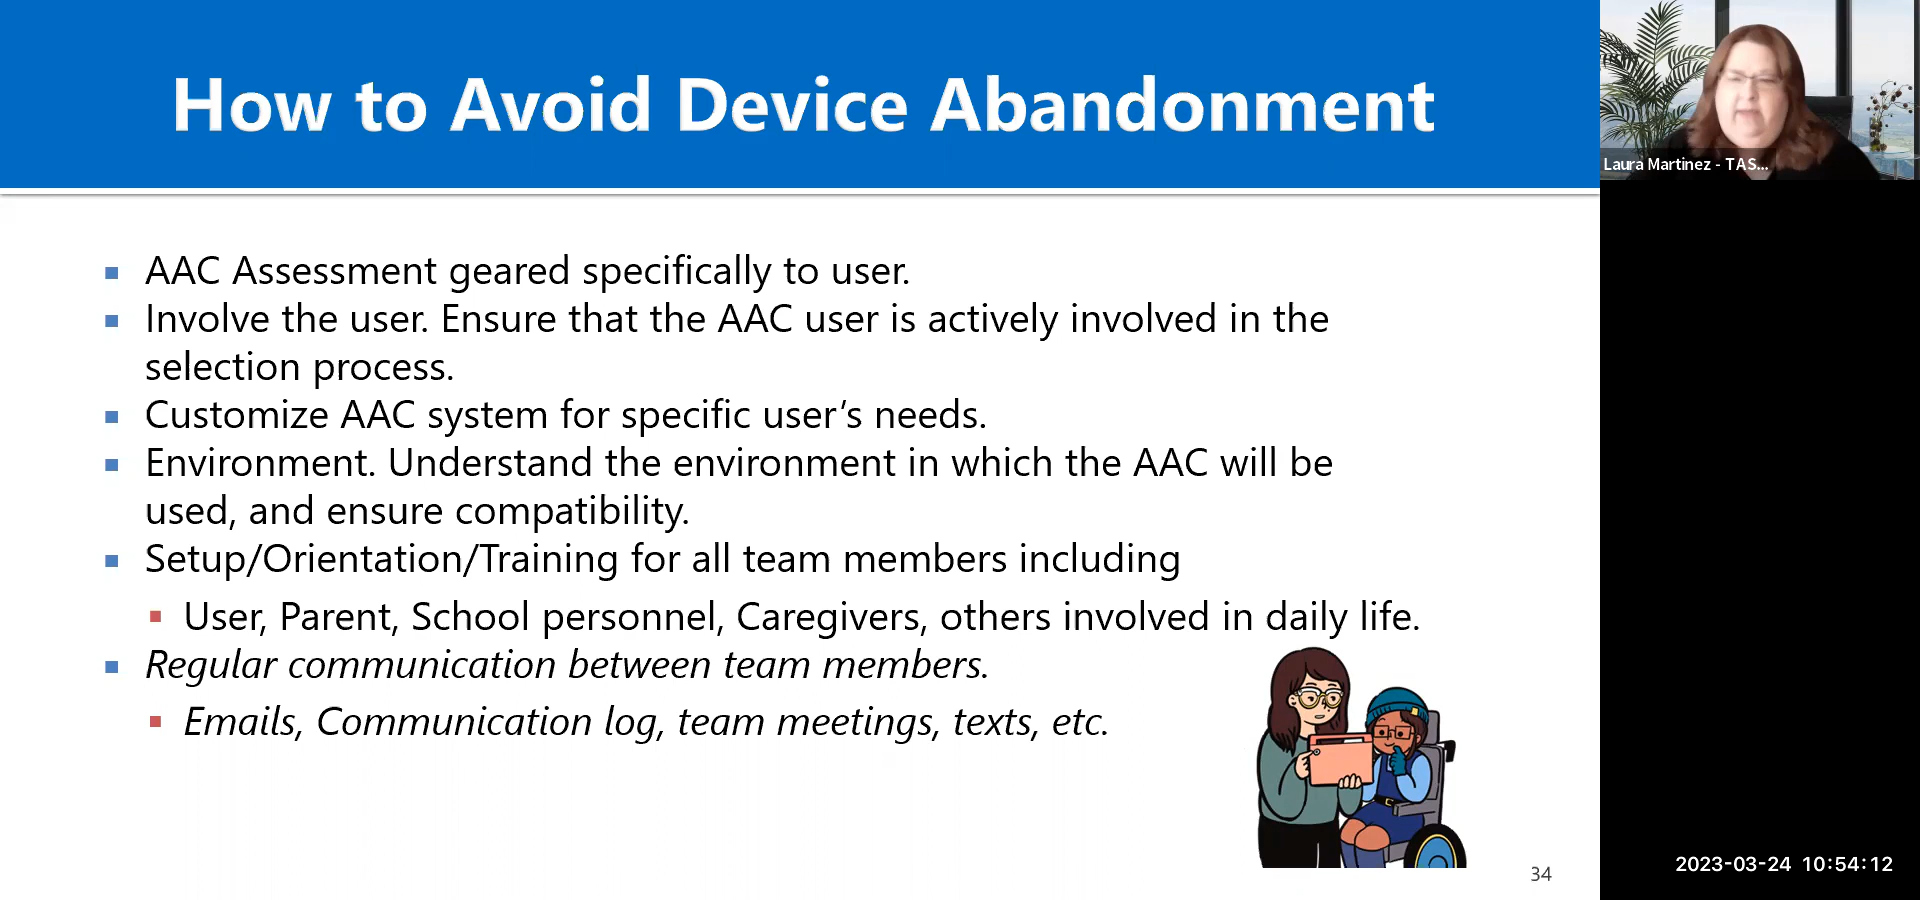 How to Avoid Device Abandonment
Laura Martinez - TAS...
AAC Assessment geared specifically to user.
Involve the user. Ensure that the AAC user is actively involved in the
selection process.
Customize AAC system for specific user’s needs.
Environment. Understand the environment in which the AAC will be
used, and ensure compatibility.
Setup/Orientation/Training for all team members including
User, Parent, School personnel, Caregivers, others involved in daily life.
Regular communication between team members.
Emails, Communication log, team meetings, texts, etc.
34
2023-03-24 10:54:12